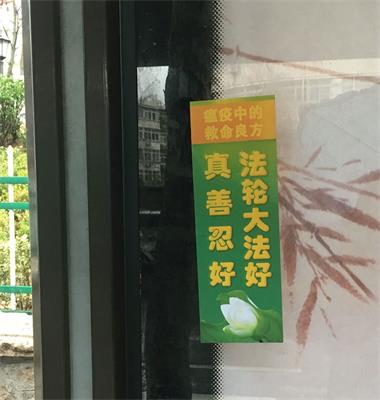 瘟疫中的
救命良方
法轮大法好
真善忍好